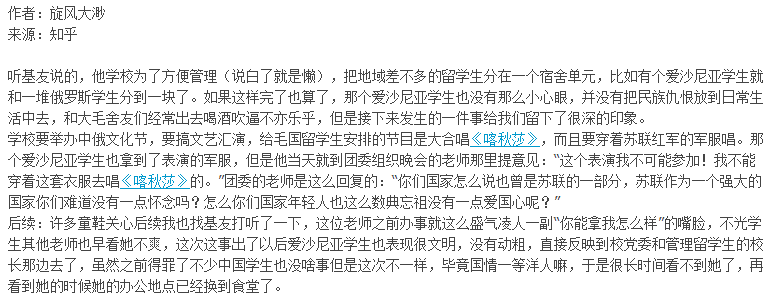 作者：旋风大渺
来源：知乎
听基友说的，他学校为了方便管理（说白了就是懒），把地域差不多的留学生分在一个宿舍单元，比如有个爱沙尼亚学生就
和一堆俄罗斯学生分到一块了。如果这样完了也算了，那个爱沙尼亚学生也没有那么小心眼，并没有把民族仇恨放到日常生
活中去，和大毛舍友们经常出去喝酒吹逼不亦乐乎，但是接下来发生的一件事给我们留下了很深的印象。
学校要举办中俄文化节，要搞文艺汇演，给毛国留学生安排的节目是大合唱《喀秋莎》，而且要穿着苏联红军的军服唱。那
个爱沙尼亚学生也拿到了表演的军服，但是他当天就到团委组织晚会的老师那里提意见：“这个表演我不可能参加！我不能
穿着这套衣服去唱《喀秋莎》的。”团委的老师是这么回复的：“你们国家怎么说也曾是苏联的一部分，苏联作为一个强大的
国家你们难道没有一点怀念吗？怎么你们国家年轻人也这么数典忘祖没有一点爱国心呢？”
后续：许多童鞋关心后续我也找基友打听了一下，这位老师之前办事就这么盛气凌人一副“你能拿我怎么样”的嘴脸，不光学
生其他老师也早看她不爽，这次这事出了以后爱沙尼亚学生也表现很文明，没有动粗，直接反映到校党委和管理留学生的校
长那边去了，虽然之前得罪了不少中国学生也没啥事但是这次不一样，毕竟国情一等洋人嘛，于是很长时间看不到她了，再
看到她的时候她的办公地点已经换到食堂了。